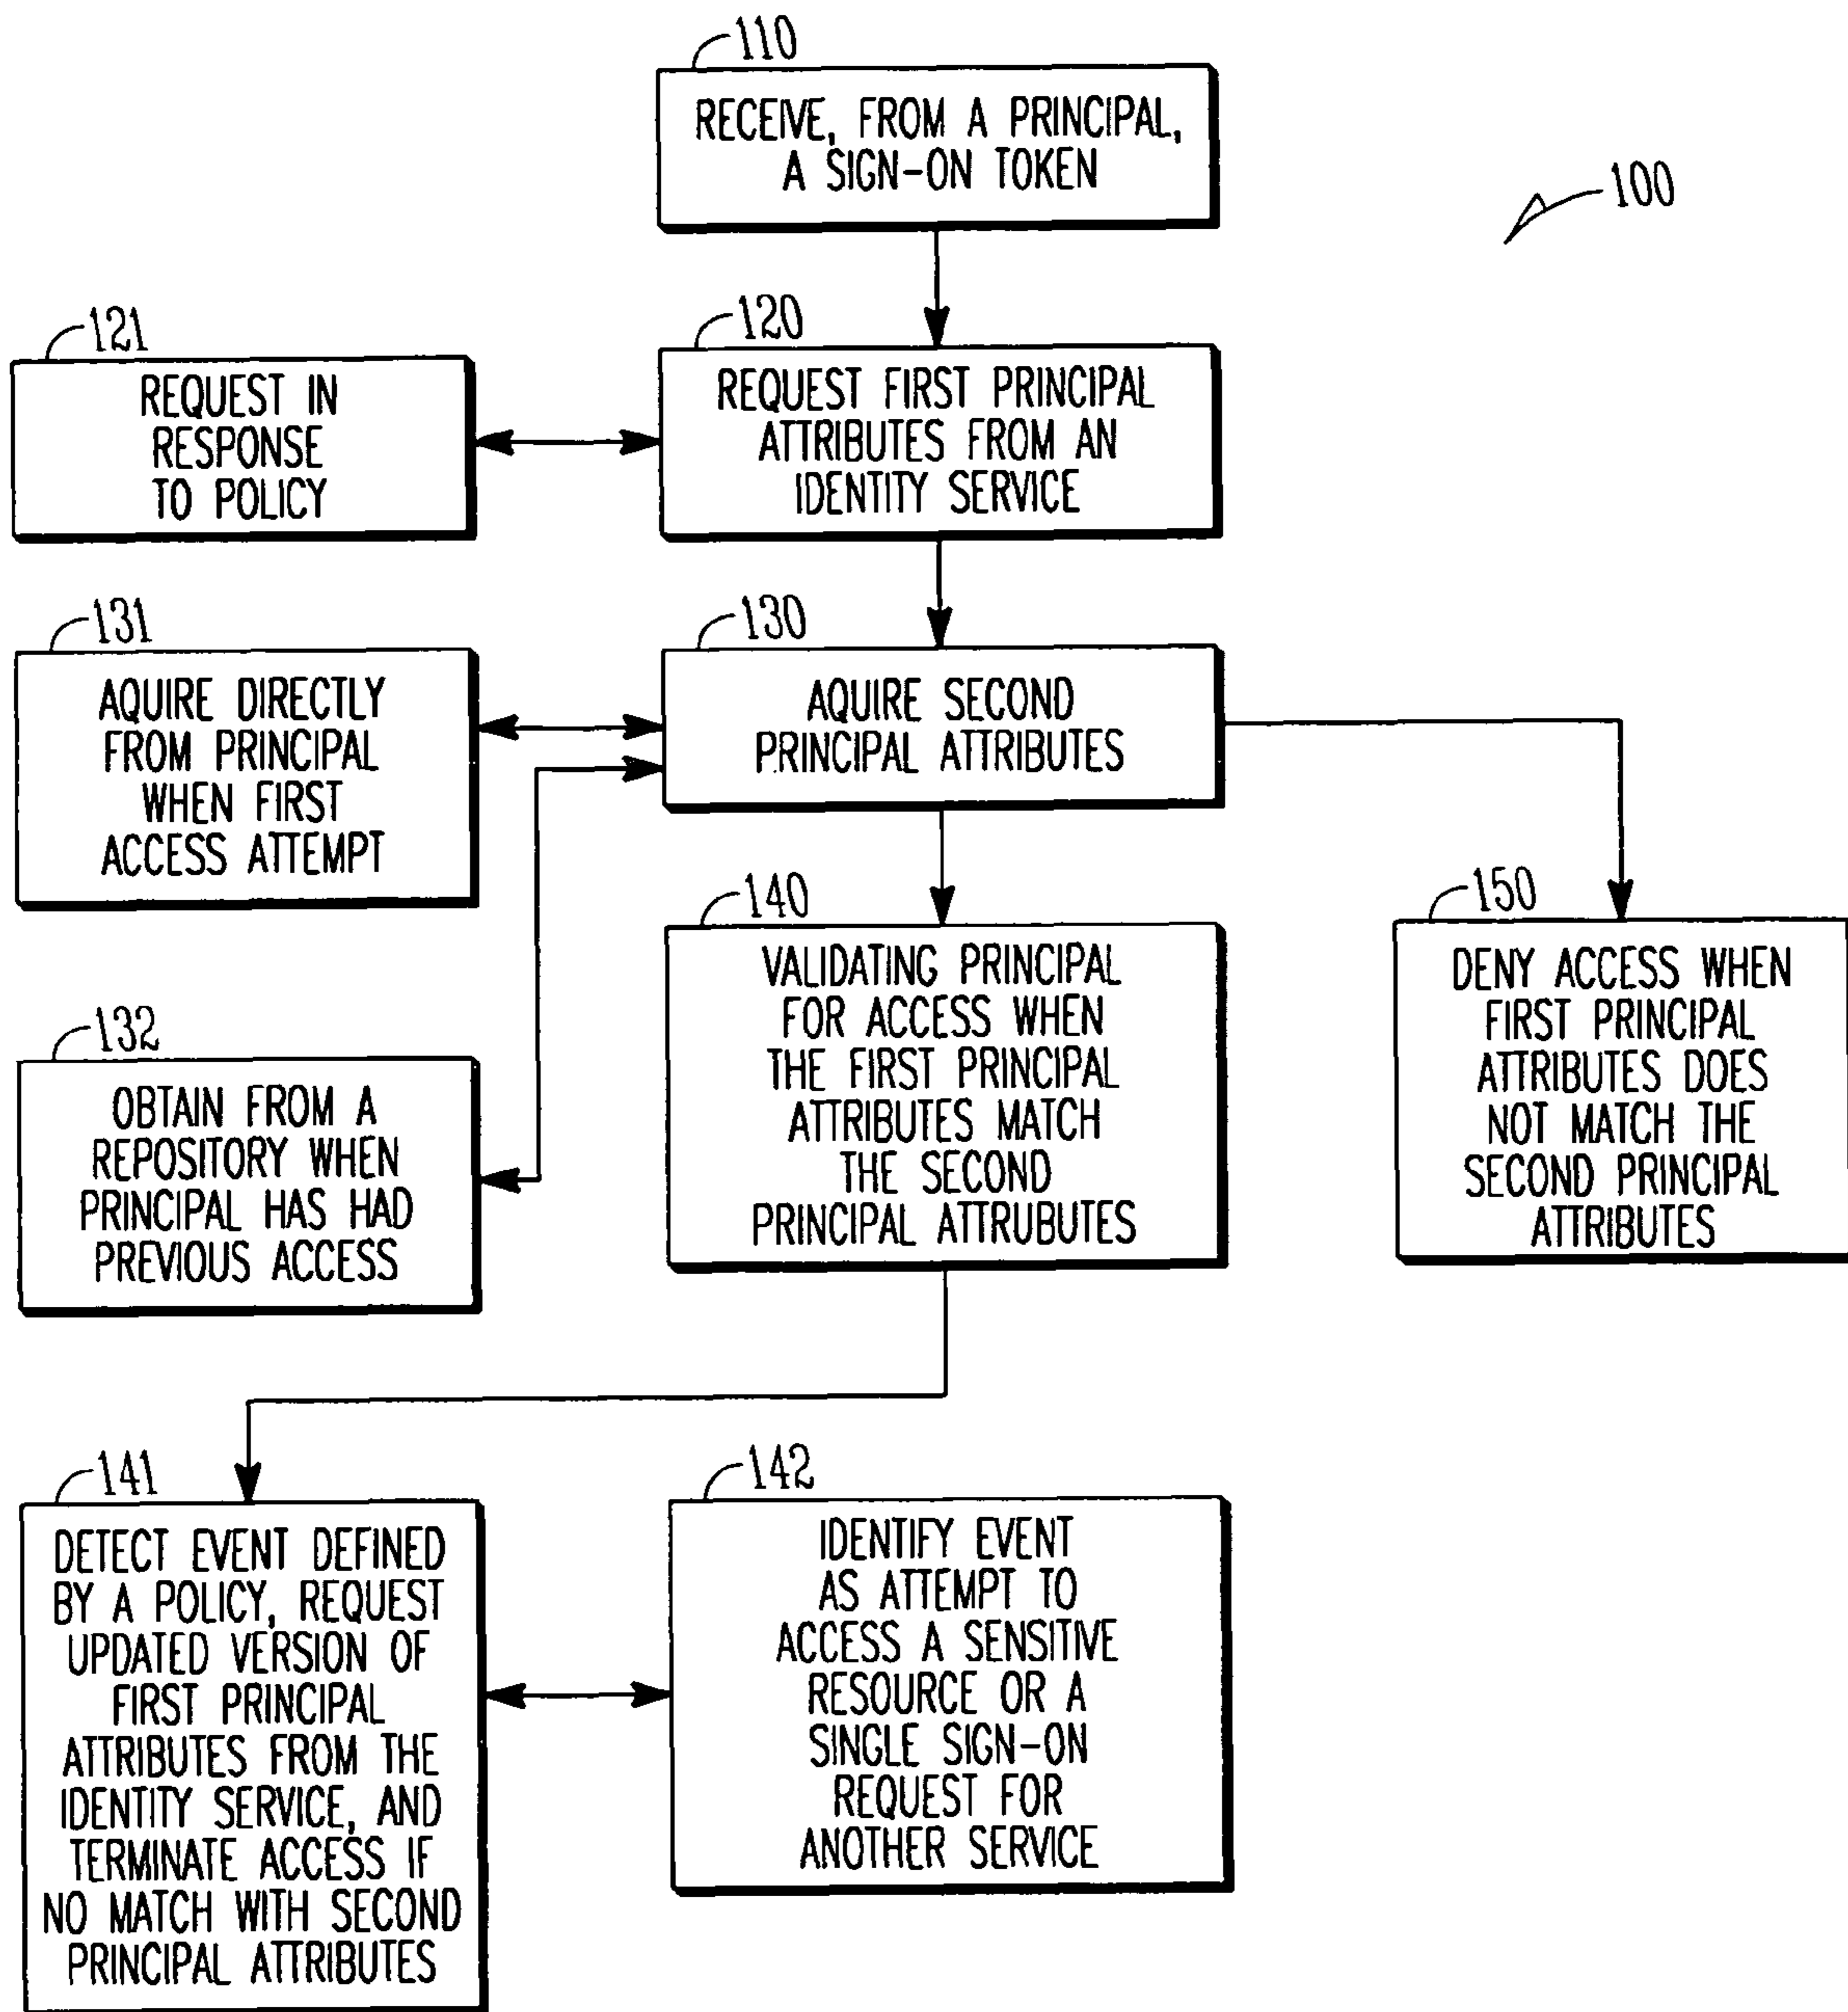 110
RECEIVE, FROM A PRINCIPAL,
A SIGN-ON TOKEN
100
120
REQUEST FIRST PRINCIPAL
ATTRIBUTES FROM AN
IDENTITY SERVICE
121
REQUEST IN
RESPONSE
TO POLICY
130
AQUIRE SECOND
PRINCIPAL ATTRIBUTES
131
AQUIRE DIRECTLY
FROM PRINCIPAL
WHEN FIRST
ACCESS ATTEMPT
132
OBTAIN FROM A
REPOSITORY WHEN
PRINCIPAL HAS HAD
PREVIOUS ACCESS
140
VALIDATING PRINCIPAL
FOR ACCESS WHEN
THE FIRST PRINCIPAL
ATTRIBUTES MATCH
THE SECOND
PRINCIPAL ATTRUBUTES
150
DENY ACCESS WHEN
FIRST PRINCIPAL
ATTRIBUTES DOES
NOT MATCH THE
SECOND PRINCIPAL
ATTRIBUTES
141
DETECT EVENT DEFINED
BY A POLICY, REQUEST
UPDATED VERSION OF
FIRST PRINCIPAL
ATTRIBUTES FROM THE
IDENTITY SERVICE, AND
TERMINATE ACCESS IF
NO MATCH WITH SECOND
PRINCIPAL ATTRIBUTES
142
IDENTIFY EVENT
AS ATTEMPT TO
ACCESS A SENSITIVE
RESOURCE OR A
SINGLE SIGN-ON
REQUEST FOR
ANOTHER SERVICE